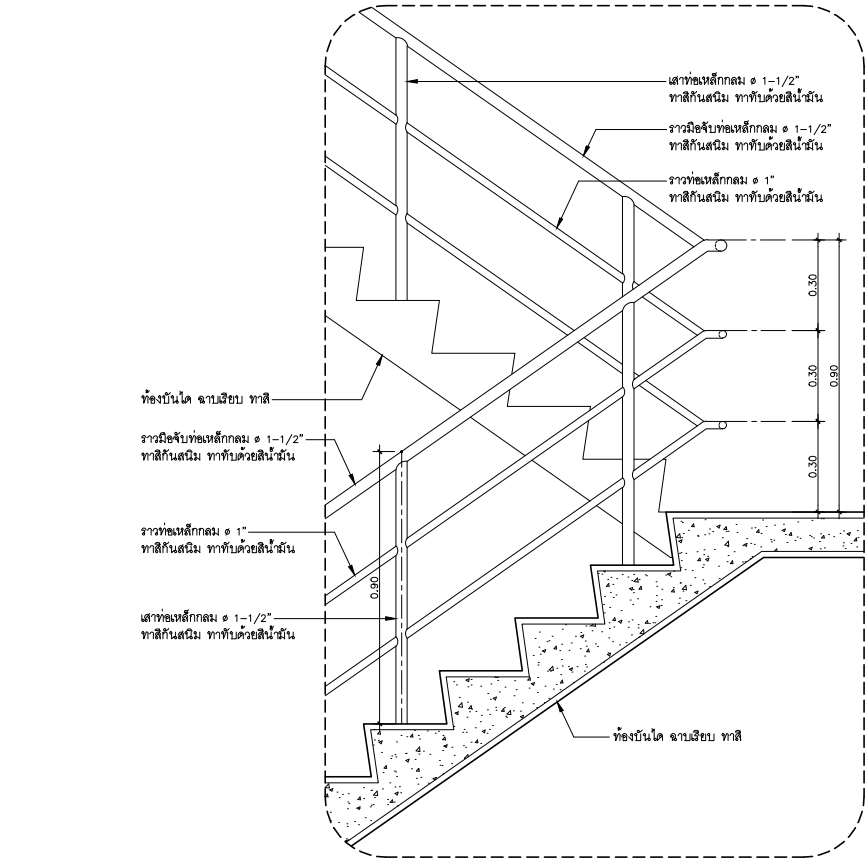 เสาท่อเหล็กกลม ø 1-1/2"
ทาสีกันสนิม ทาทับด้วยสีน้ำมัน
ราวมือจับท่อเหล็กกลม ø 1-1/2"
ทาสีกันสนิม ทาทับด้วยสีน้ำมัน
ราวท่อเหล็กกลม ø 1"
ทาสีกันสนิม ทาทับด้วยสีน้ำมัน
0.30
0.30
0.90
0.30
ท้องบันได ฉาบเรียบ ทาสี
ราวมือจับท่อเหล็กกลม ø 1-1/2"
ทาสีกันสนิม ทาทับด้วยสีน้ำมัน
ราวท่อเหล็กกลม ø 1"
ทาสีกันสนิม ทาทับด้วยสีน้ำมัน
0.90
เสาท่อเหล็กกลม ø 1-1/2"
ทาสีกันสนิม ทาทับด้วยสีน้ำมัน
ท้องบันได ฉาบเรียบ ทาสี